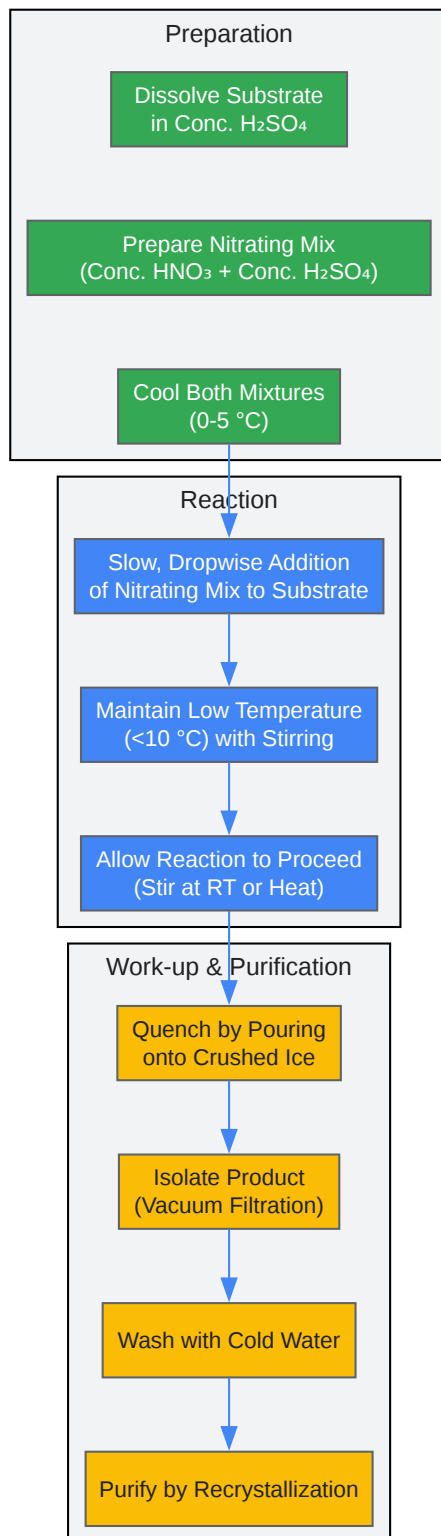 Preparation
Dissolve Substrate
in Conc. H₂SO₄
Prepare Nitrating Mix
(Conc. HNO₃ + Conc. H₂SO₄)
Cool Both Mixtures
(0-5 °C)
Reaction
Slow, Dropwise Addition
of Nitrating Mix to Substrate
Maintain Low Temperature
(<10 °C) with Stirring
Allow Reaction to Proceed
(Stir at RT or Heat)
Work-up & Purification
Quench by Pouring
onto Crushed Ice
Isolate Product
(Vacuum Filtration)
Wash with Cold Water
Purify by Recrystallization